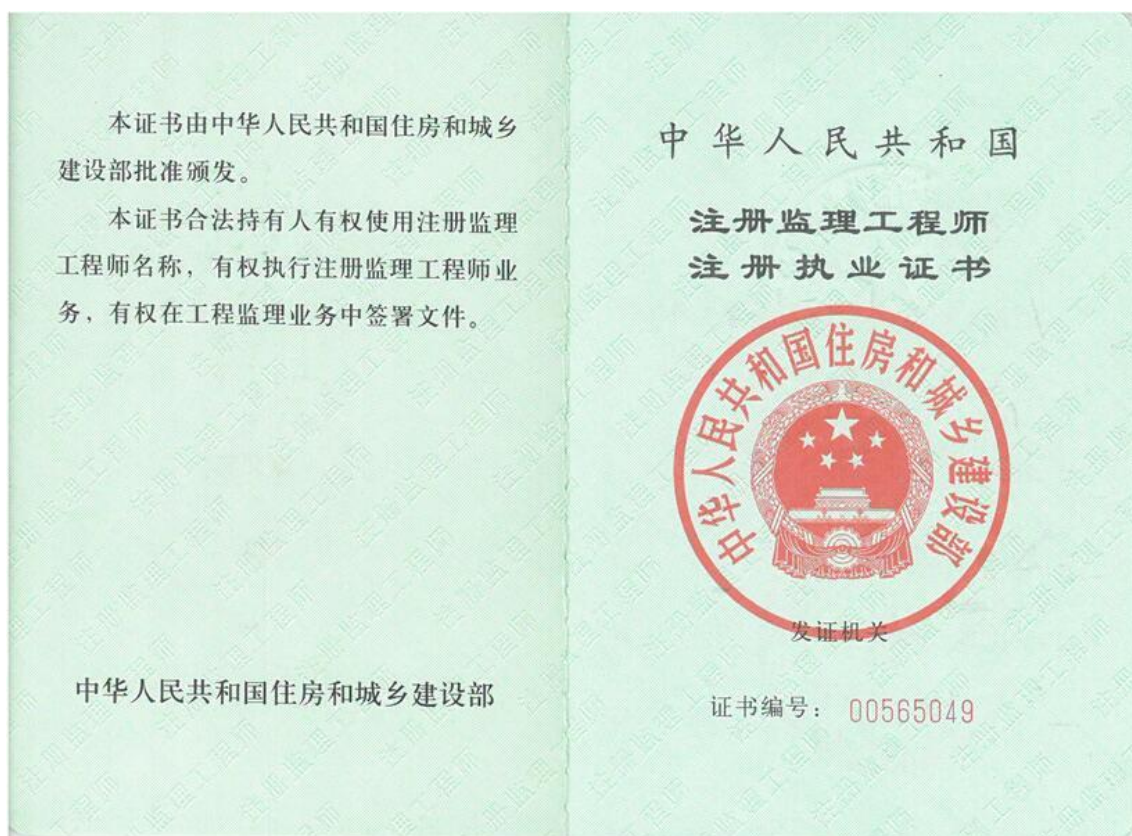 本证书由中华人民共和国住房和城乡
建设部批准颁发。
本证书合法持有人有权使用注册监理
工程师名称，有权执行注册监理工程师业
务，有权在工程监理业务中签署文件。
中华人民共和国住房和城乡建设部
中华人民共和国
注册监理工程师
注册执业证书
中华人民共和国住房和城乡建设部
发证机关
证书编号： 00565049